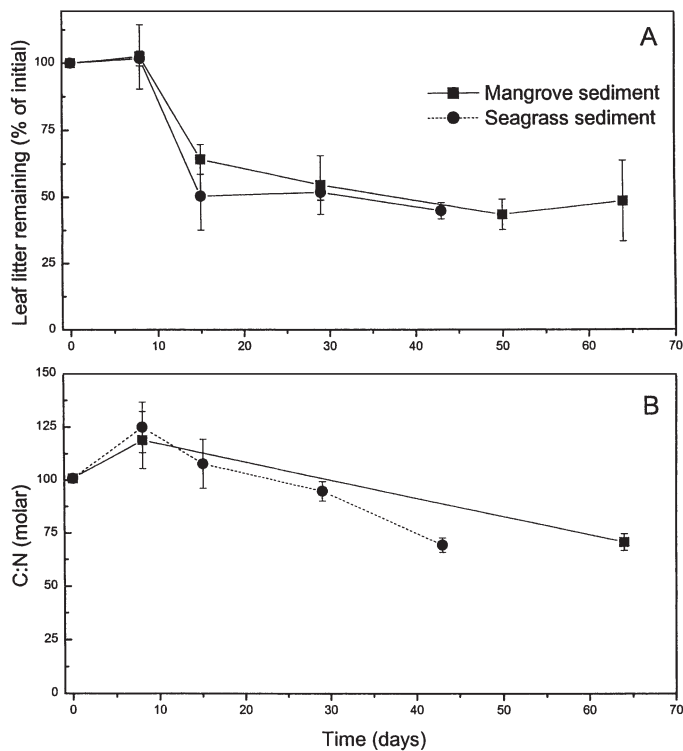 A
Leaf litter remaining (% of initial)
100
75
50
25
0
Mangrove sediment
Seagrass sediment
0 10 20 30 40 50 60 70
B
C:N (molar)
150
125
100
75
50
25
0
0 10 20 30 40 50 60 70
Time (days)